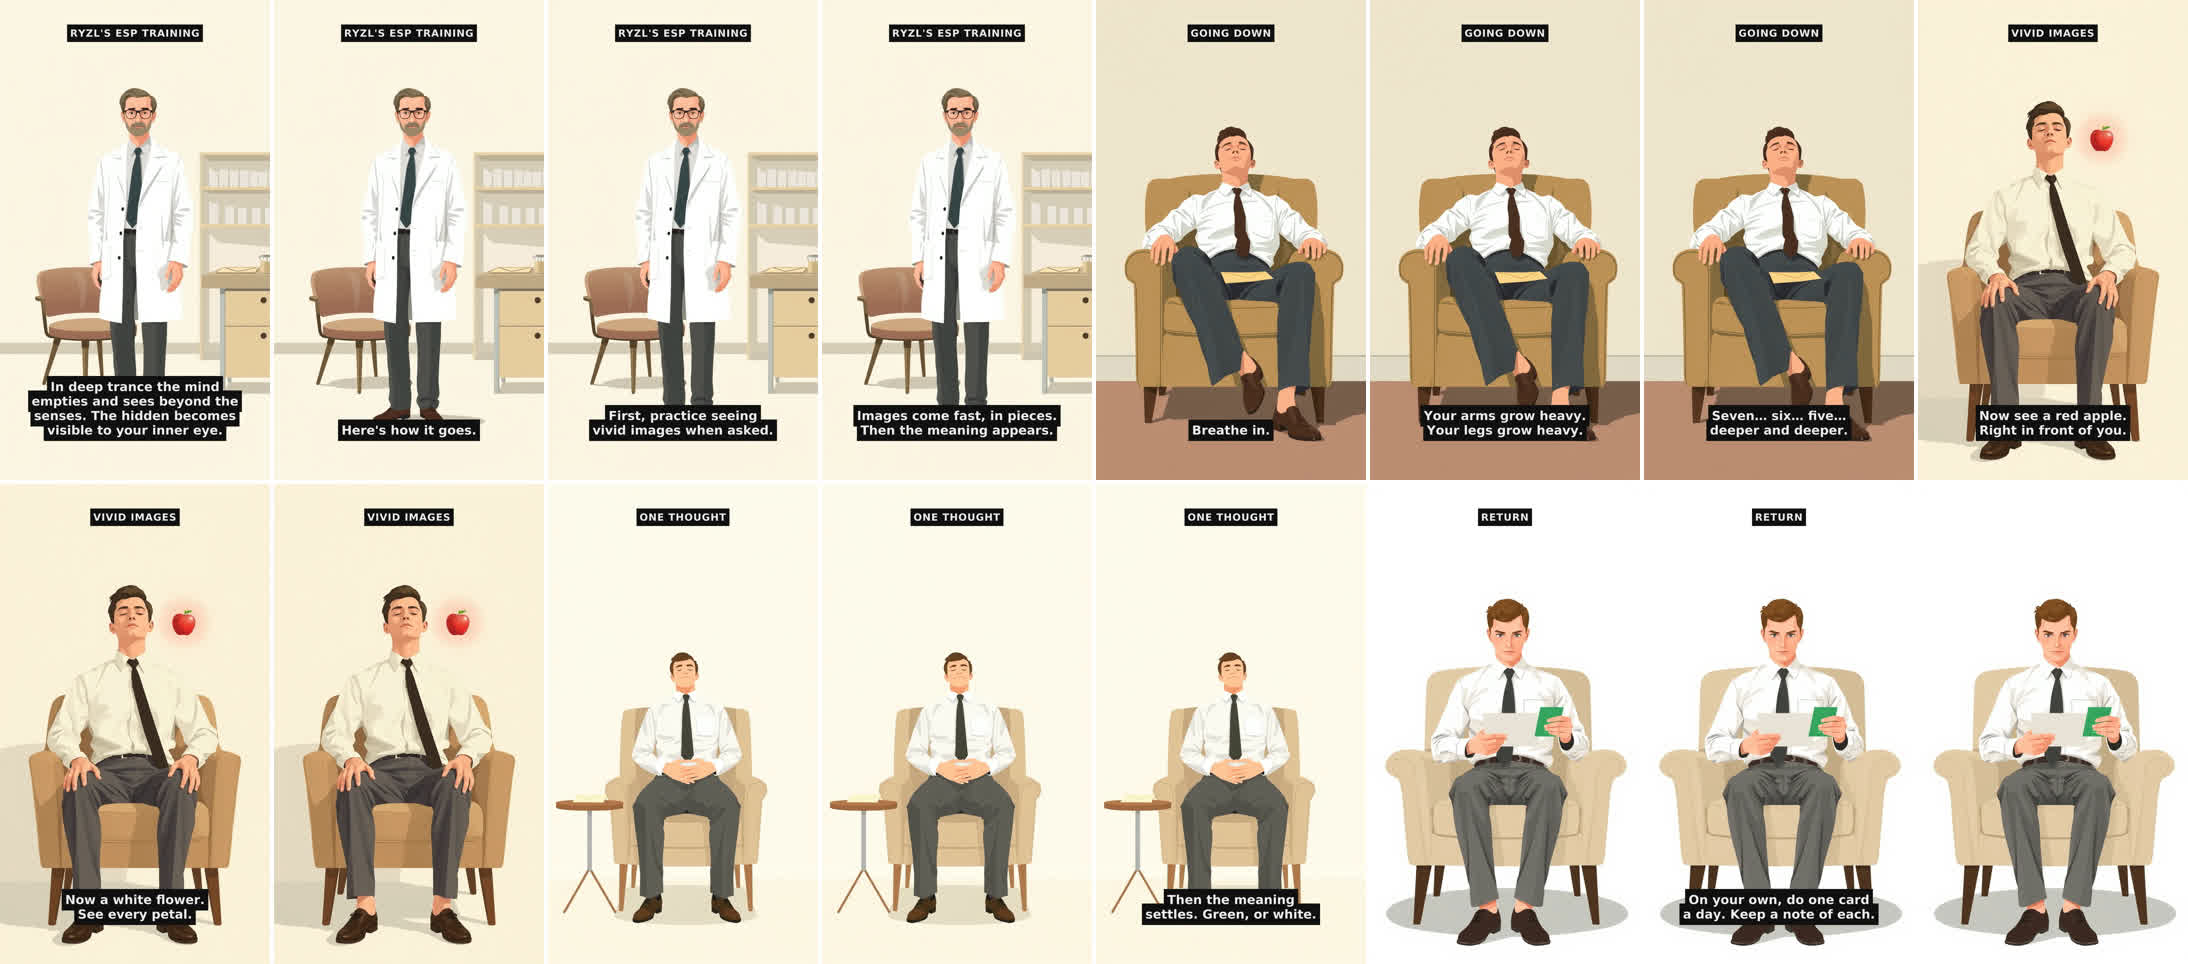 RYZL'S ESP TRAINING
In deep trance the mind
empties and sees beyond the
senses. The hidden becomes
visible to your inner eye.
RYZL'S ESP TRAINING
Here's how it goes.
RYZL'S ESP TRAINING
First, practice seeing
vivid images when asked.
RYZL'S ESP TRAINING
Images come fast, in pieces.
Then the meaning appears.
GOING DOWN
Breathe in.
GOING DOWN
Your arms grow heavy.
Your legs grow heavy.
GOING DOWN
Seven... six... five...
deeper and deeper.
VIVID IMAGES
Now see a red apple.
Right in front of you.
VIVID IMAGES
Now a white flower.
See every petal.
VIVID IMAGES
ONE THOUGHT
ONE THOUGHT
ONE THOUGHT
Then the meaning
settles. Green, or white.
RETURN
RETURN
On your own, do one card
a day. Keep a note of each.